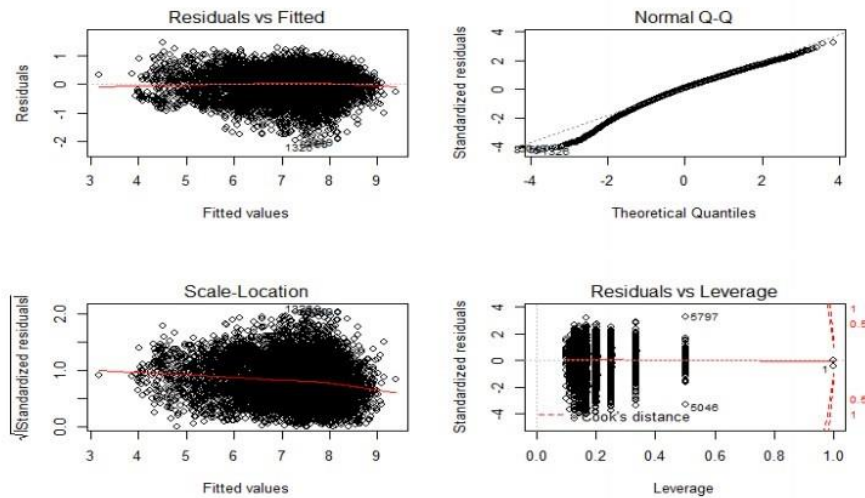 Residuals vs Fitted
Residuals
1
0
-1
-2
3 4 5 6 7 8 9
Fitted values
Normal Q-Q
Standardized residuals
4
2
0
-2
-4
-4 -2 0 2 4
Theoretical Quantiles
Scale-Location
√|Standardized residuals|
2.0
1.0
0.0
3 4 5 6 7 8 9
Fitted values
Residuals vs Leverage
Standardized residuals
4
2
0
-2
-4
5797
5046
1
Cook's distance
1
0.5
0.5
1
0.0 0.2 0.4 0.6 0.8 1.0
Leverage